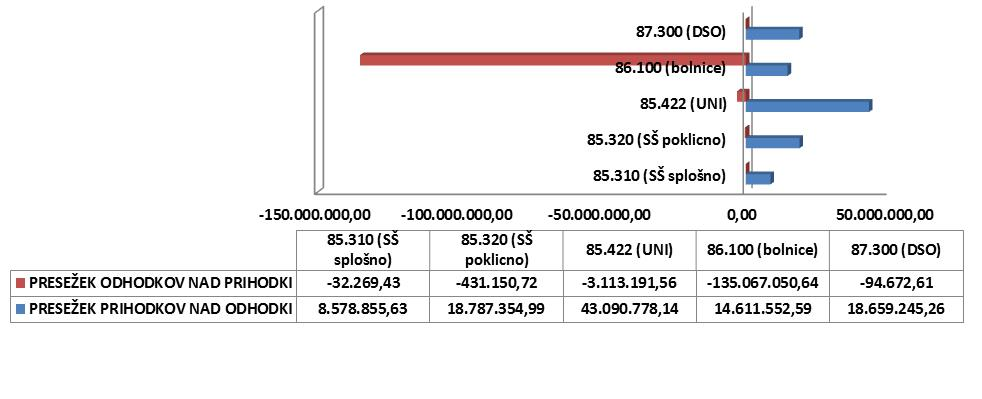 87.300 (DSO)
86.100 (bolnice)
85.422 (UNI)
85.320 (SŠ poklicno)
85.310 (SŠ splošno)
-150.000.000,00 -100.000.000,00 -50.000.000,00 0,00 50.000.000,00
85.310 (SŠ splošno) 85.320 (SŠ poklicno) 85.422 (UNI) 86.100 (bolnice) 87.300 (DSO)
PRESEŽEK ODHODKOV NAD PRIHODKI -32.269,43 -431.150,72 -3.113.191,56 -135.067.050,64 -94.672,61
PRESEŽEK PRIHODKOV NAD ODHODKI 8.578.855,63 18.787.354,99 43.090.778,14 14.611.552,59 18.659.245,26